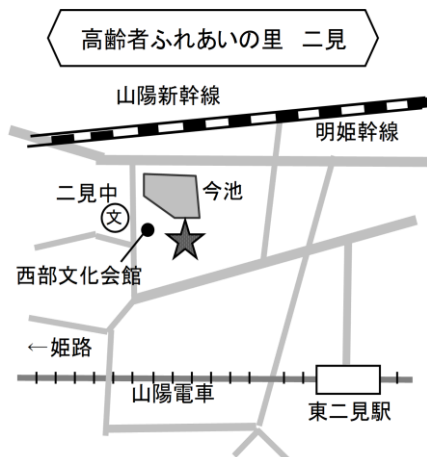 高齢者ふれあいの里　二見
山陽新幹線
明姫幹線
二見中
今池
文
西部文化会館
←姫路
山陽電車
東二見駅